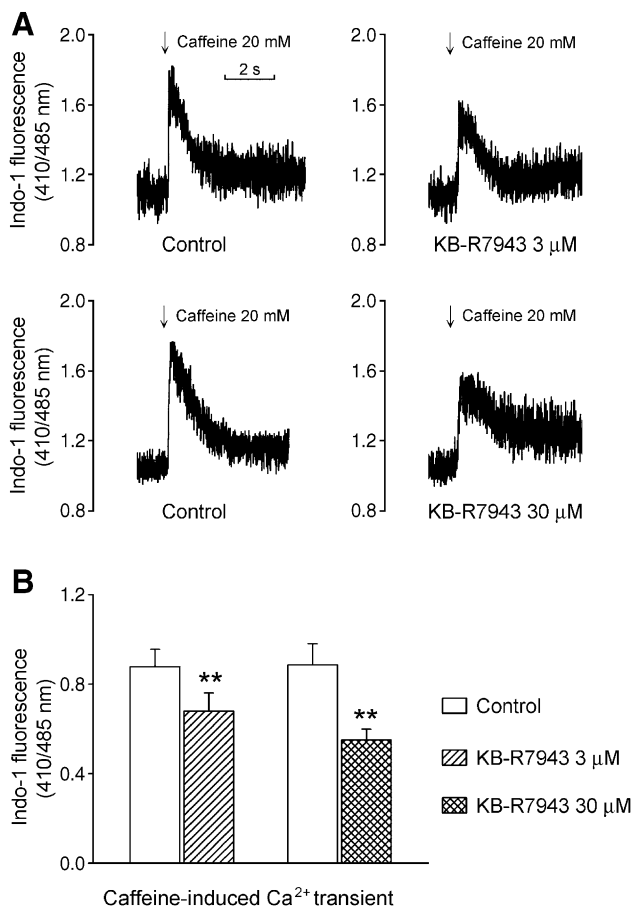 A
Indo-1 fluorescence
(410/485 nm)
2.0
1.6
1.2
0.8
Caffeine 20 mM
2 s
Control
2.0
1.6
1.2
0.8
Caffeine 20 mM
KB-R7943 3 μM
Indo-1 fluorescence
(410/485 nm)
2.0
1.6
1.2
0.8
Caffeine 20 mM
Control
2.0
1.6
1.2
0.8
Caffeine 20 mM
KB-R7943 30 μM
B
Indo-1 fluorescence
(410/485 nm)
1.2
0.8
0.4
0.0
**
**
Caffeine-induced Ca²⁺ transient
Control
KB-R7943 3 μM
KB-R7943 30 μM